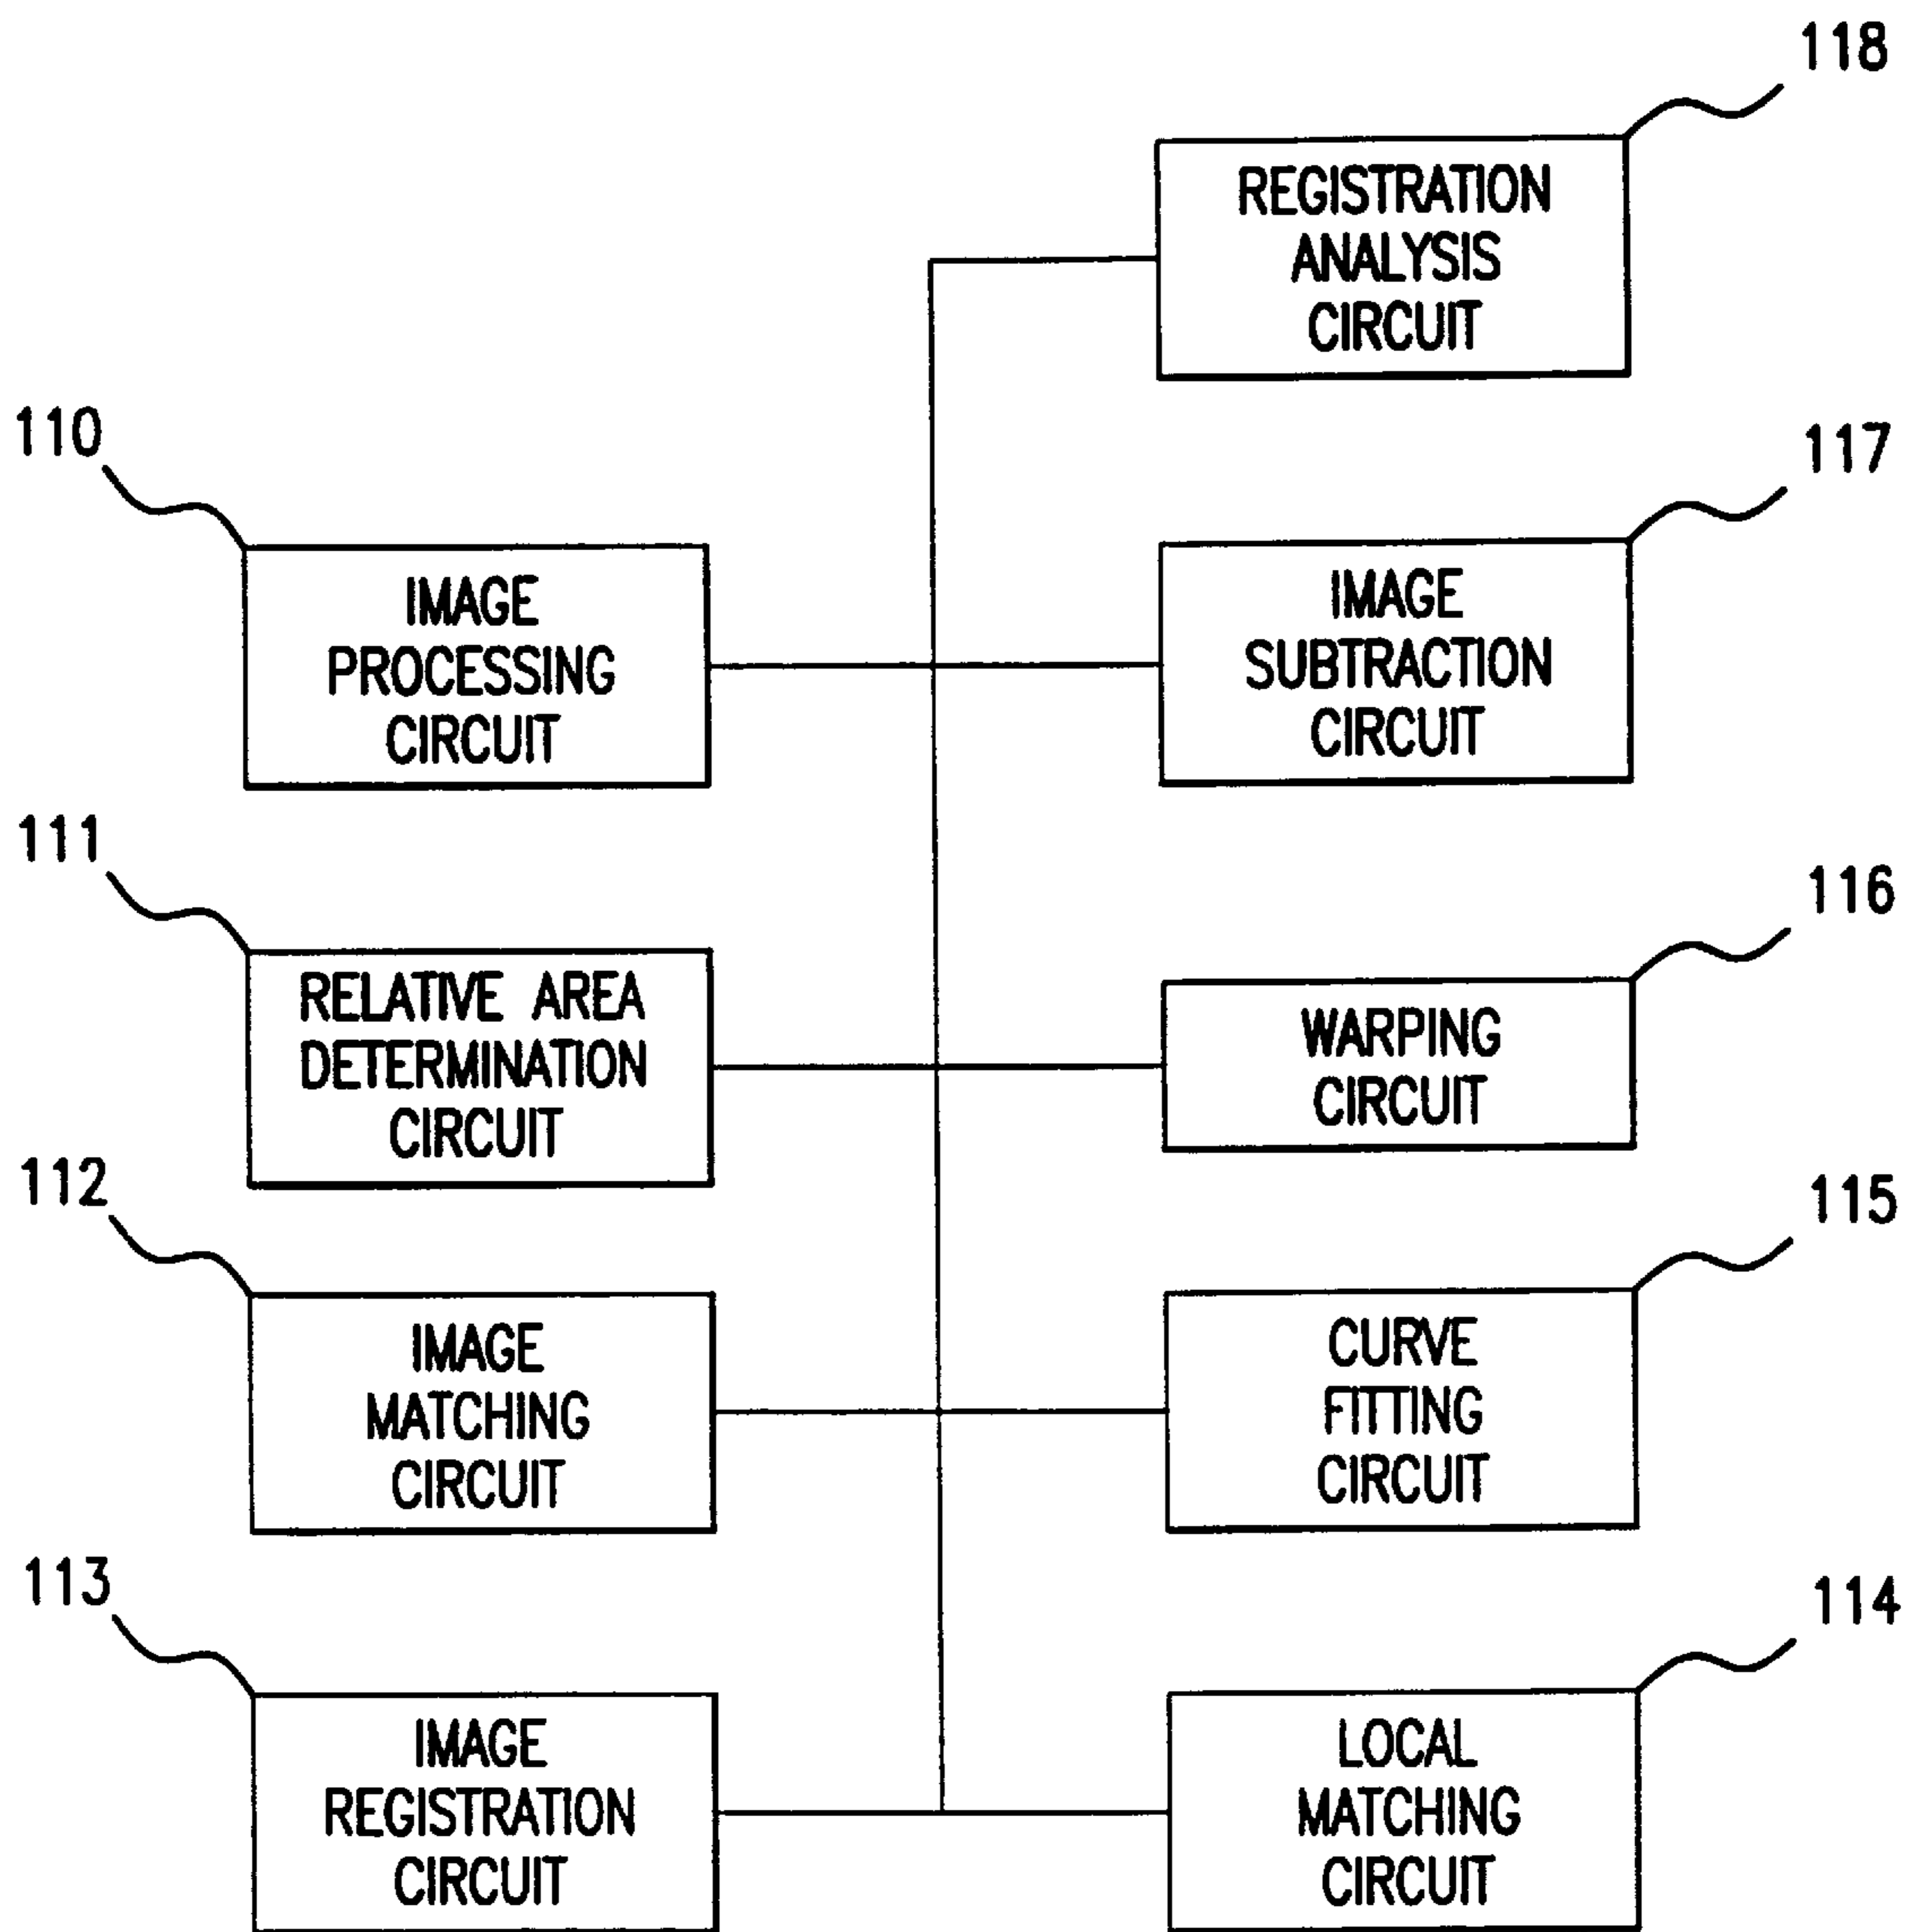 118
REGISTRATION
ANALYSIS
CIRCUIT
110
IMAGE
PROCESSING
CIRCUIT
117
IMAGE
SUBTRACTION
CIRCUIT
111
RELATIVE AREA
DETERMINATION
CIRCUIT
116
WARPING
CIRCUIT
112
IMAGE
MATCHING
CIRCUIT
115
CURVE
FITTING
CIRCUIT
113
IMAGE
REGISTRATION
CIRCUIT
114
LOCAL
MATCHING
CIRCUIT